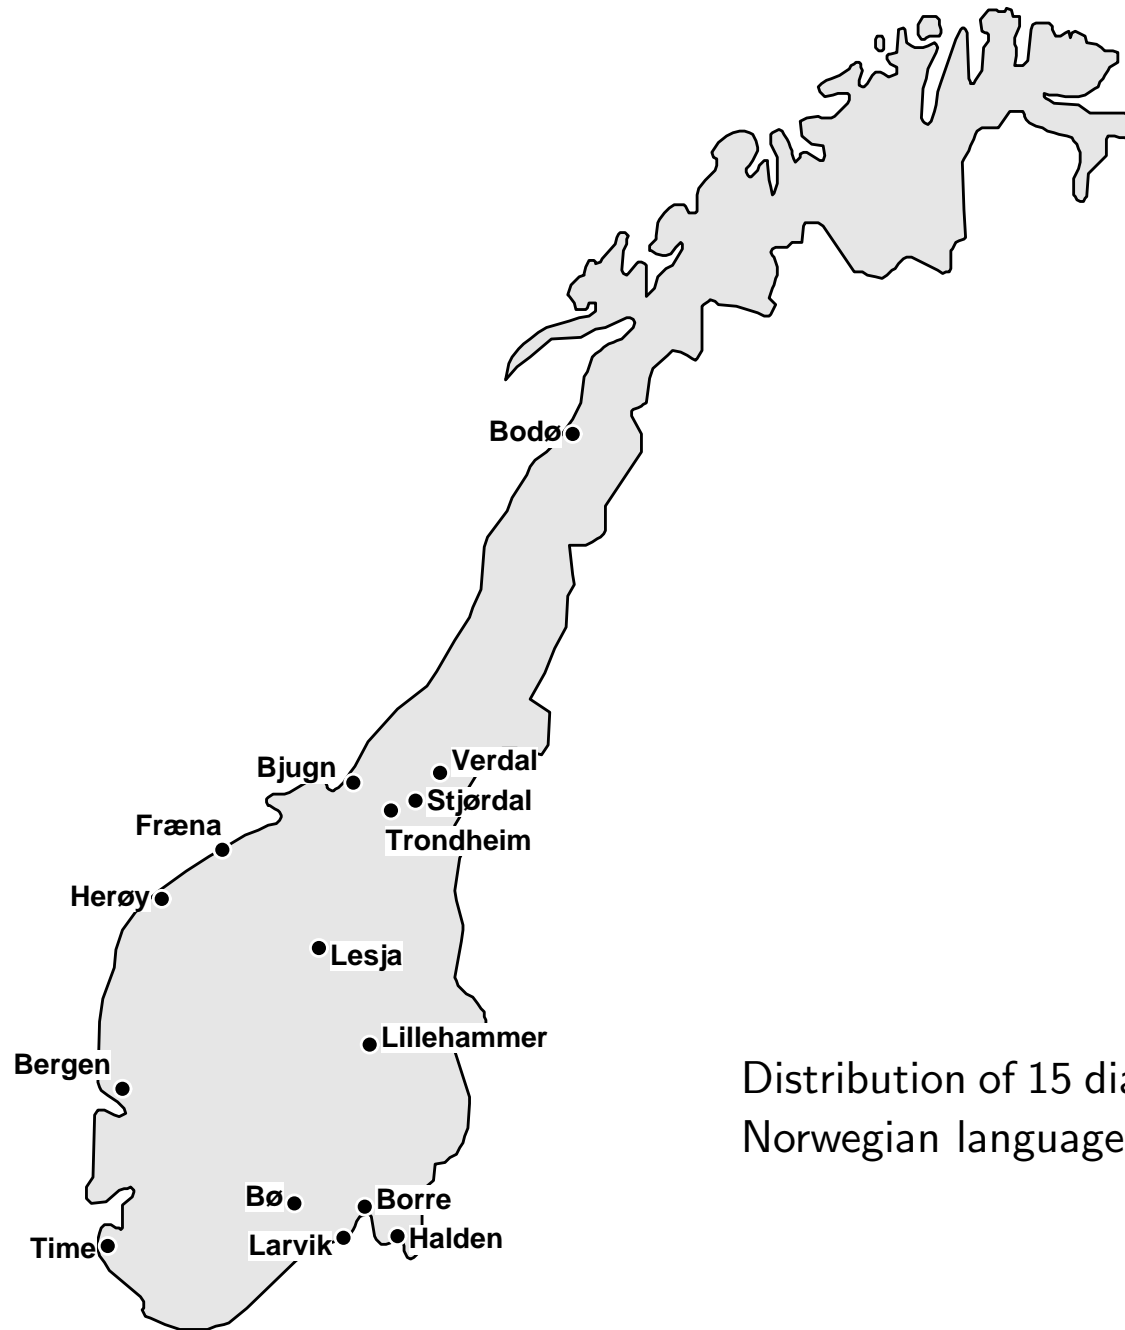 Bodø
Verdal
Bjugn
Stjørdal
Fræna
Trondheim
Herøy
Lesja
Lillehammer
Bergen
Distribution of 15
Norwegian language
Bø
Borre
Time
Larvik
Halden